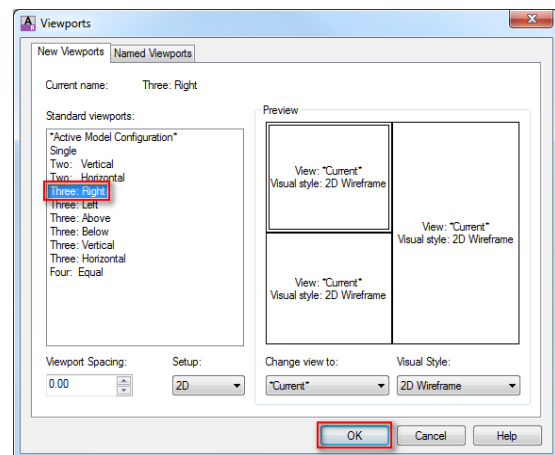 Viewports
New Viewports Named Viewports
Current name: Three: Right
Standard viewports:
*Active Model Configuration*
Single
Two: Vertical
Two: Horizontal
Three: Right
Three: Left
Three: Above
Three: Below
Three: Vertical
Three: Horizontal
Four: Equal
Preview
View: *Current*
Visual style: 2D Wireframe
View: *Current*
Visual style: 2D Wireframe
View: *Current*
Visual style: 2D Wireframe
Viewport Spacing: Setup: Change view to: Visual Style:
0.00 2D *Current* 2D Wireframe
OK Cancel Help